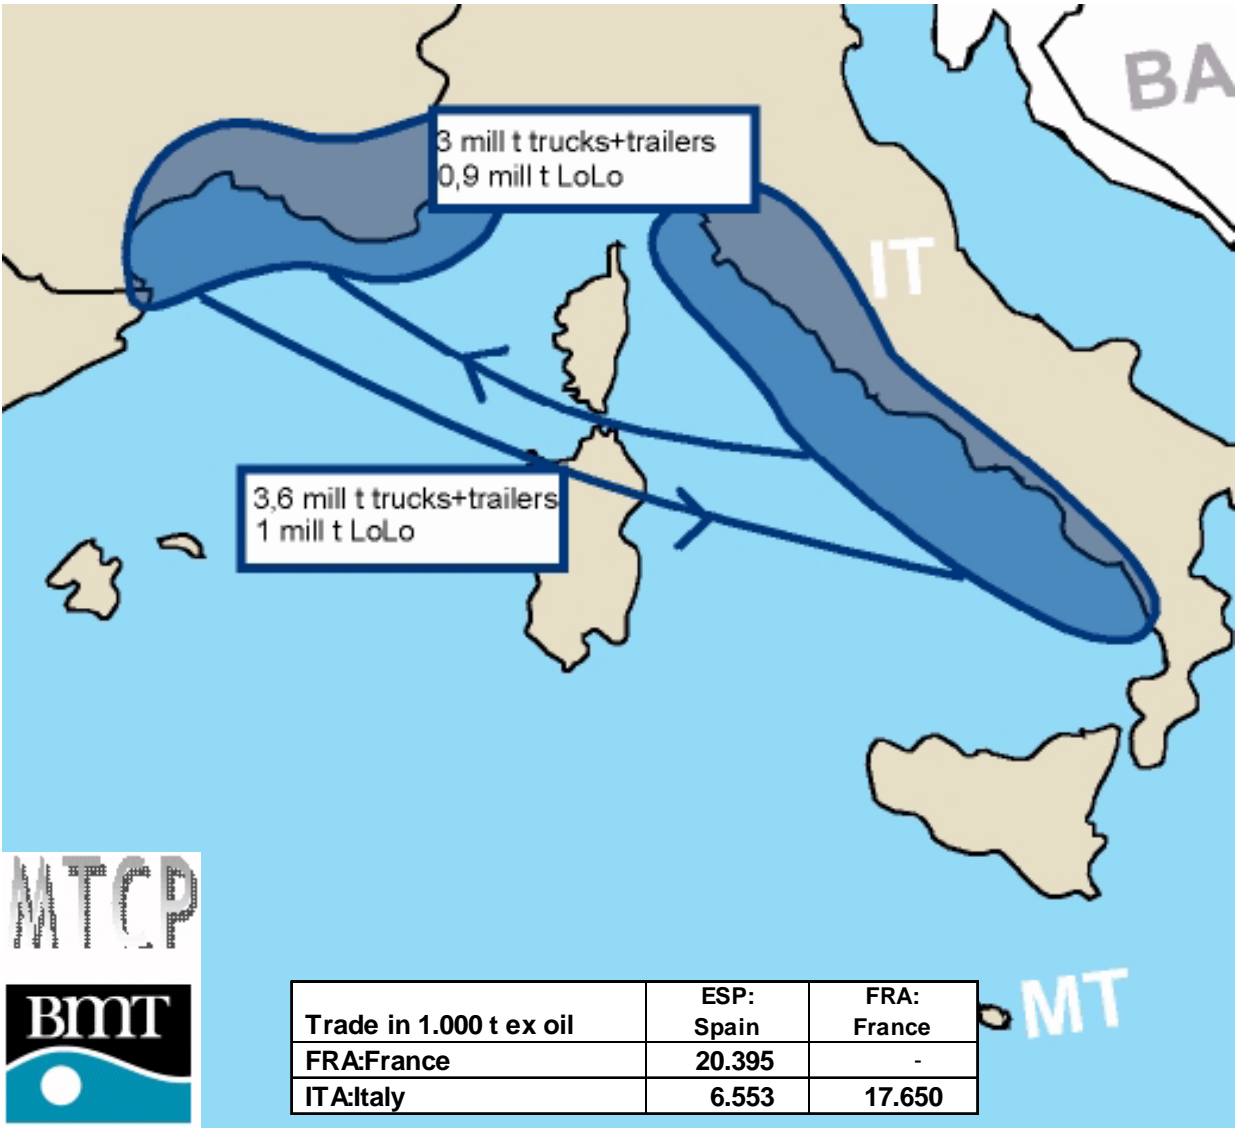 BA
3 mill t trucks+trailers
0,9 mill t LoLo
IT
3,6 mill t trucks+trailers
1 mill t LoLo
MTCP
BMT
MT
Trade in 1.000 t ex oil ESP: Spain FRA: France
FRA:France 20.395 -
ITA:Italy 6.553 17.650